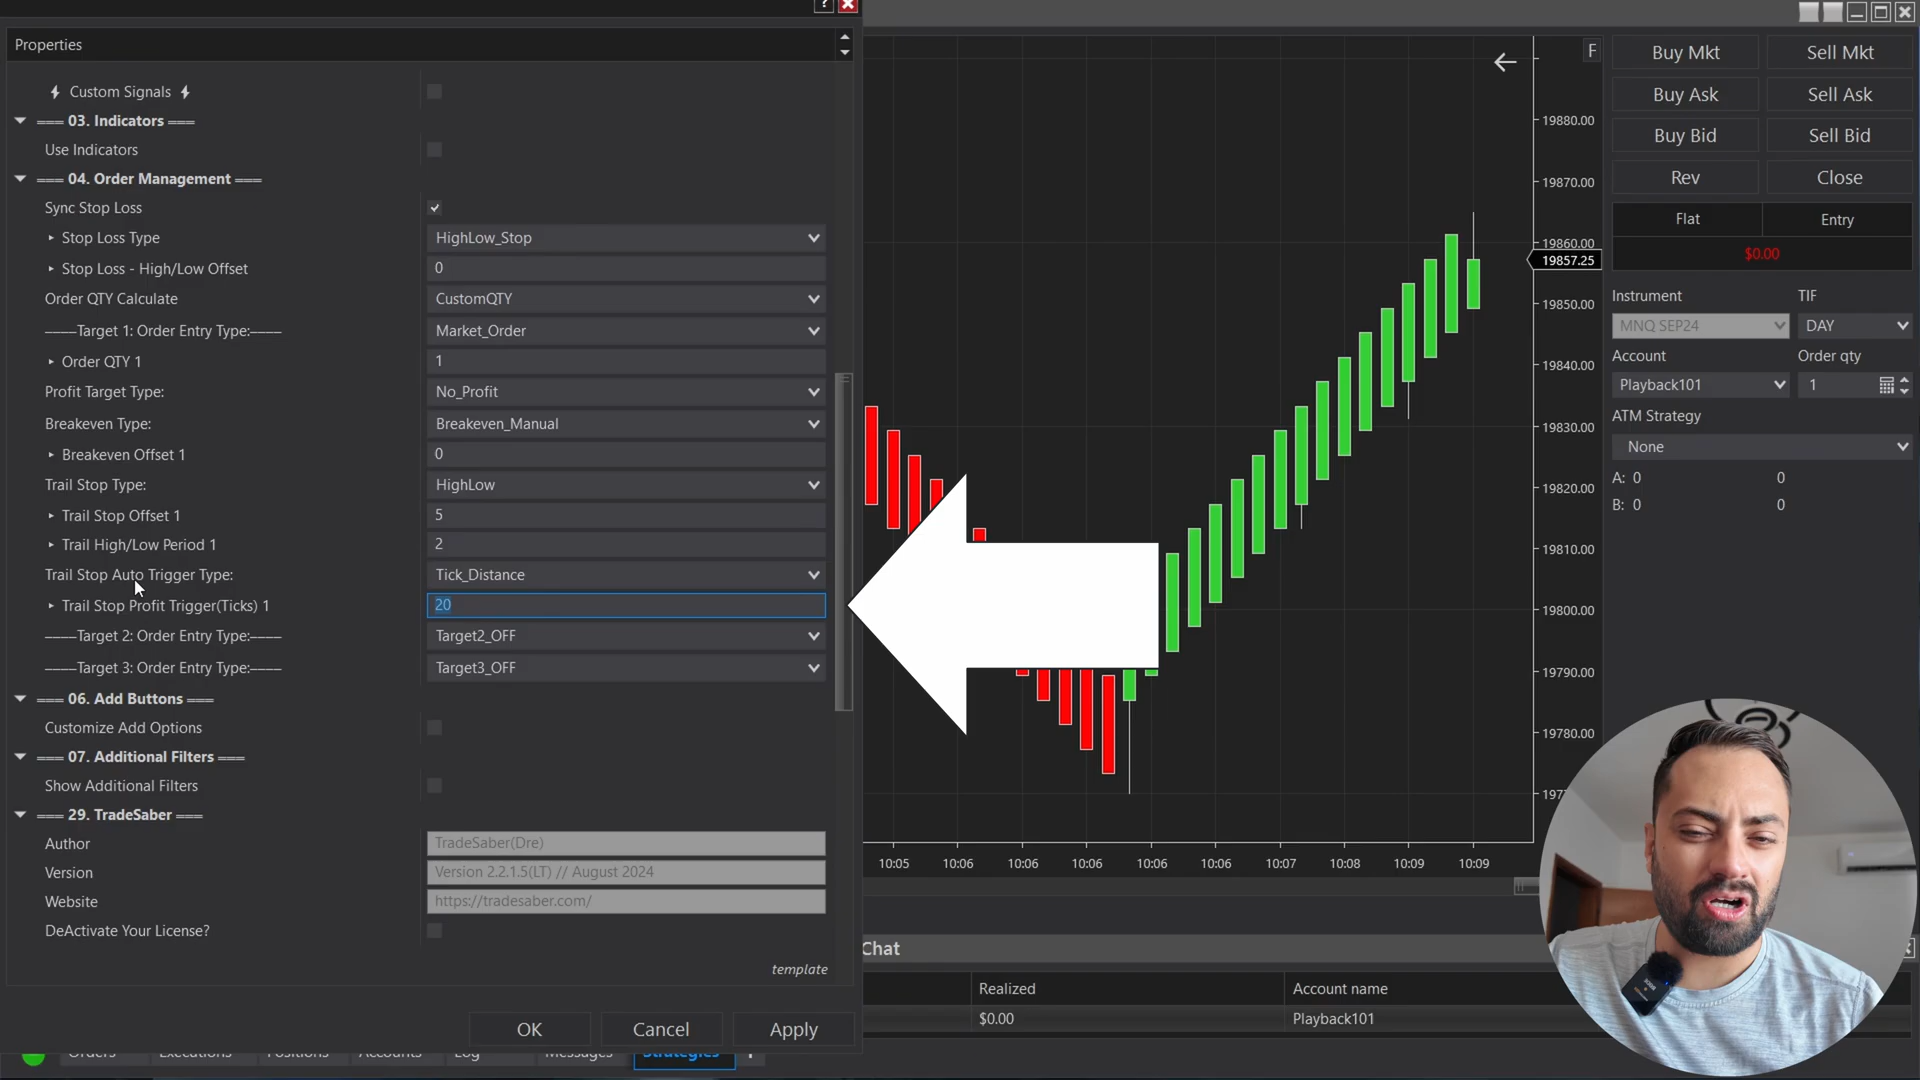 ?
Properties
Custom Signals
=== 03. Indicators ===
Use Indicators
=== 04. Order Management ===
Sync Stop Loss
Stop Loss Type HighLow_Stop
Stop Loss - High/Low Offset 0
Order QTY Calculate CustomQTY
----Target 1: Order Entry Type:---- Market_Order
Order QTY 1 1
Profit Target Type: No_Profit
Breakeven Type: Breakeven_Manual
Breakeven Offset 1 0
Trail Stop Type: HighLow
Trail Stop Offset 1 5
Trail High/Low Period 1 2
Trail Stop Auto Trigger Type: Tick_Distance
Trail Stop Profit Trigger(Ticks) 1 20
----Target 2: Order Entry Type:---- Target2_OFF
----Target 3: Order Entry Type:---- Target3_OFF
=== 06. Add Buttons ===
Customize Add Options
=== 07. Additional Filters ===
Show Additional Filters
=== 29. TradeSaber ===
Author TradeSaber(Dre)
Version Version 2.2.1.5(LT) // August 2024
Website https://tradesaber.com/
DeActivate Your License?
template
OK Cancel Apply
Orders Executions Positions Accounts Log Messages Strategies +
F
19880.00
19870.00
19860.00
19857.25
19850.00
19840.00
19830.00
19820.00
19810.00
19800.00
19790.00
19780.00
10:05 10:06 10:06 10:06 10:06 10:06 10:07 10:08 10:09 10:09
Chat
Realized Account name
$0.00 Playback101
Buy Mkt Sell Mkt
Buy Ask Sell Ask
Buy Bid Sell Bid
Rev Close
Flat Entry
$0.00
Instrument TIF
MNQ SEP24 DAY
Account Order qty
Playback101 1
ATM Strategy
None
A: 0 0
B: 0 0